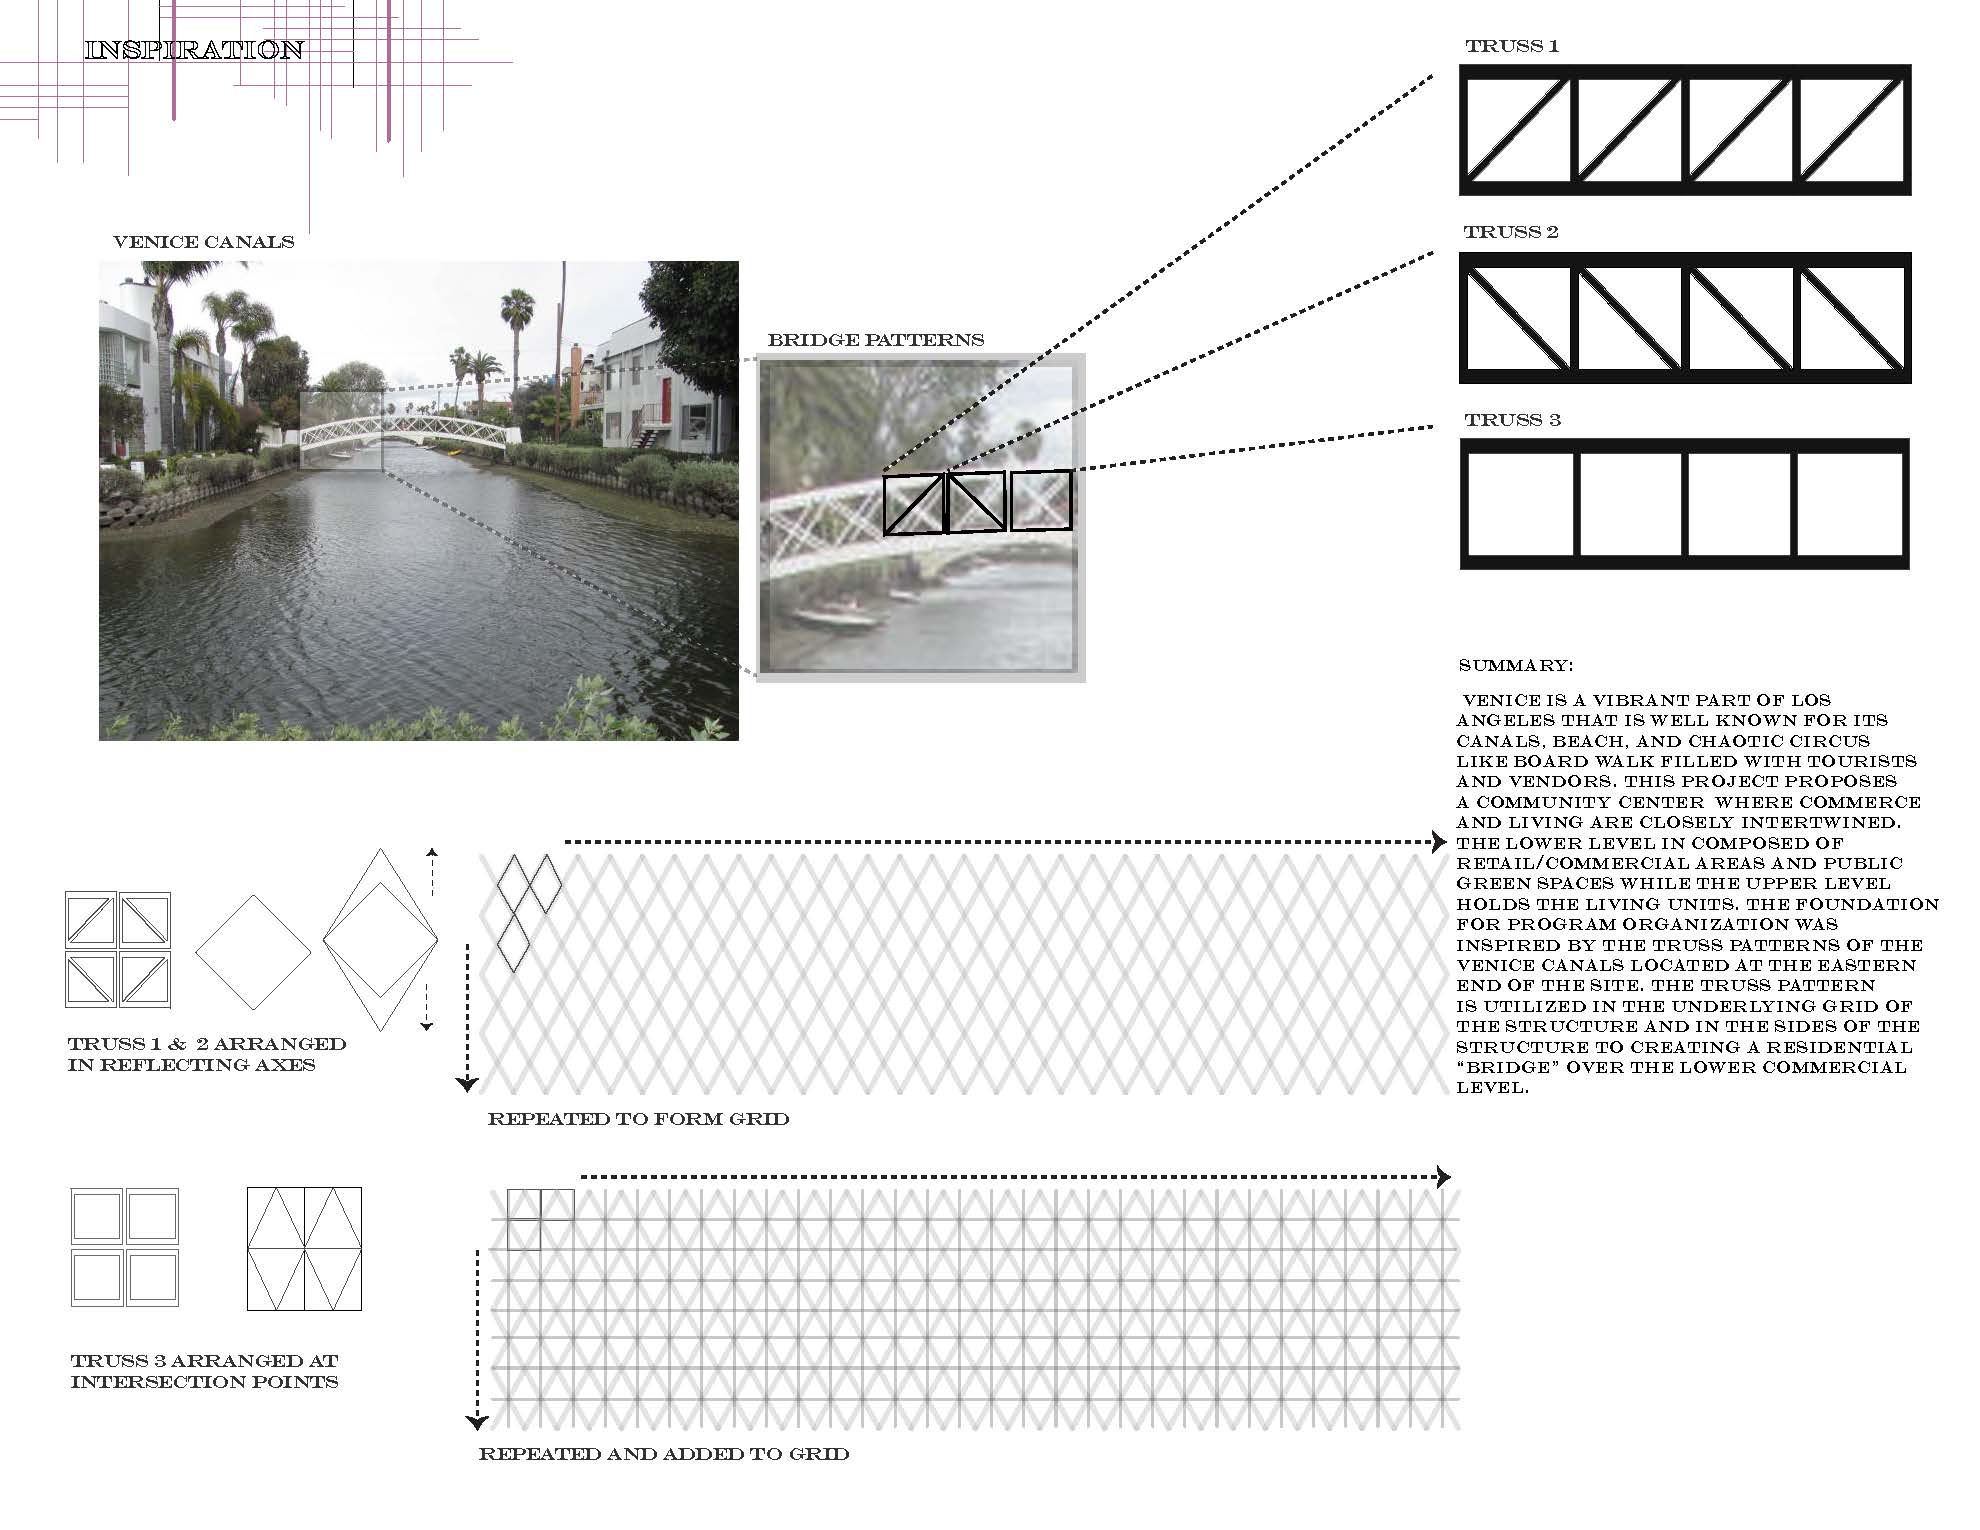 INSPIRATION
TRUSS 1
TRUSS 2
VENICE CANALS
BRIDGE PATTERNS
TRUSS 3
SUMMARY:
VENICE IS A VIBRANT PART OF LOS
ANGELES THAT IS WELL KNOWN FOR ITS
CANALS, BEACH, AND CHAOTIC CIRCUS
LIKE BOARD WALK FILLED WITH TOURISTS
AND VENDORS. THIS PROJECT PROPOSES
A COMMUNITY CENTER WHERE COMMERCE
AND LIVING ARE CLOSELY INTERTWINED.
THE LOWER LEVEL IN COMPOSED OF
RETAIL/COMMERCIAL AREAS AND PUBLIC
GREEN SPACES WHILE THE UPPER LEVEL
HOLDS THE LIVING UNITS. THE FOUNDATION
FOR PROGRAM ORGANIZATION WAS
INSPIRED BY THE TRUSS PATTERNS OF THE
VENICE CANALS LOCATED AT THE EASTERN
END OF THE SITE. THE TRUSS PATTERN
IS UTILIZED IN THE UNDERLYING GRID OF
THE STRUCTURE AND IN THE SIDES OF THE
STRUCTURE TO CREATING A RESIDENTIAL
“BRIDGE” OVER THE LOWER COMMERCIAL
LEVEL.
TRUSS 1 & 2 ARRANGED
IN REFLECTING AXES
REPEATED TO FORM GRID
TRUSS 3 ARRANGED AT
INTERSECTION POINTS
REPEATED AND ADDED TO GRID